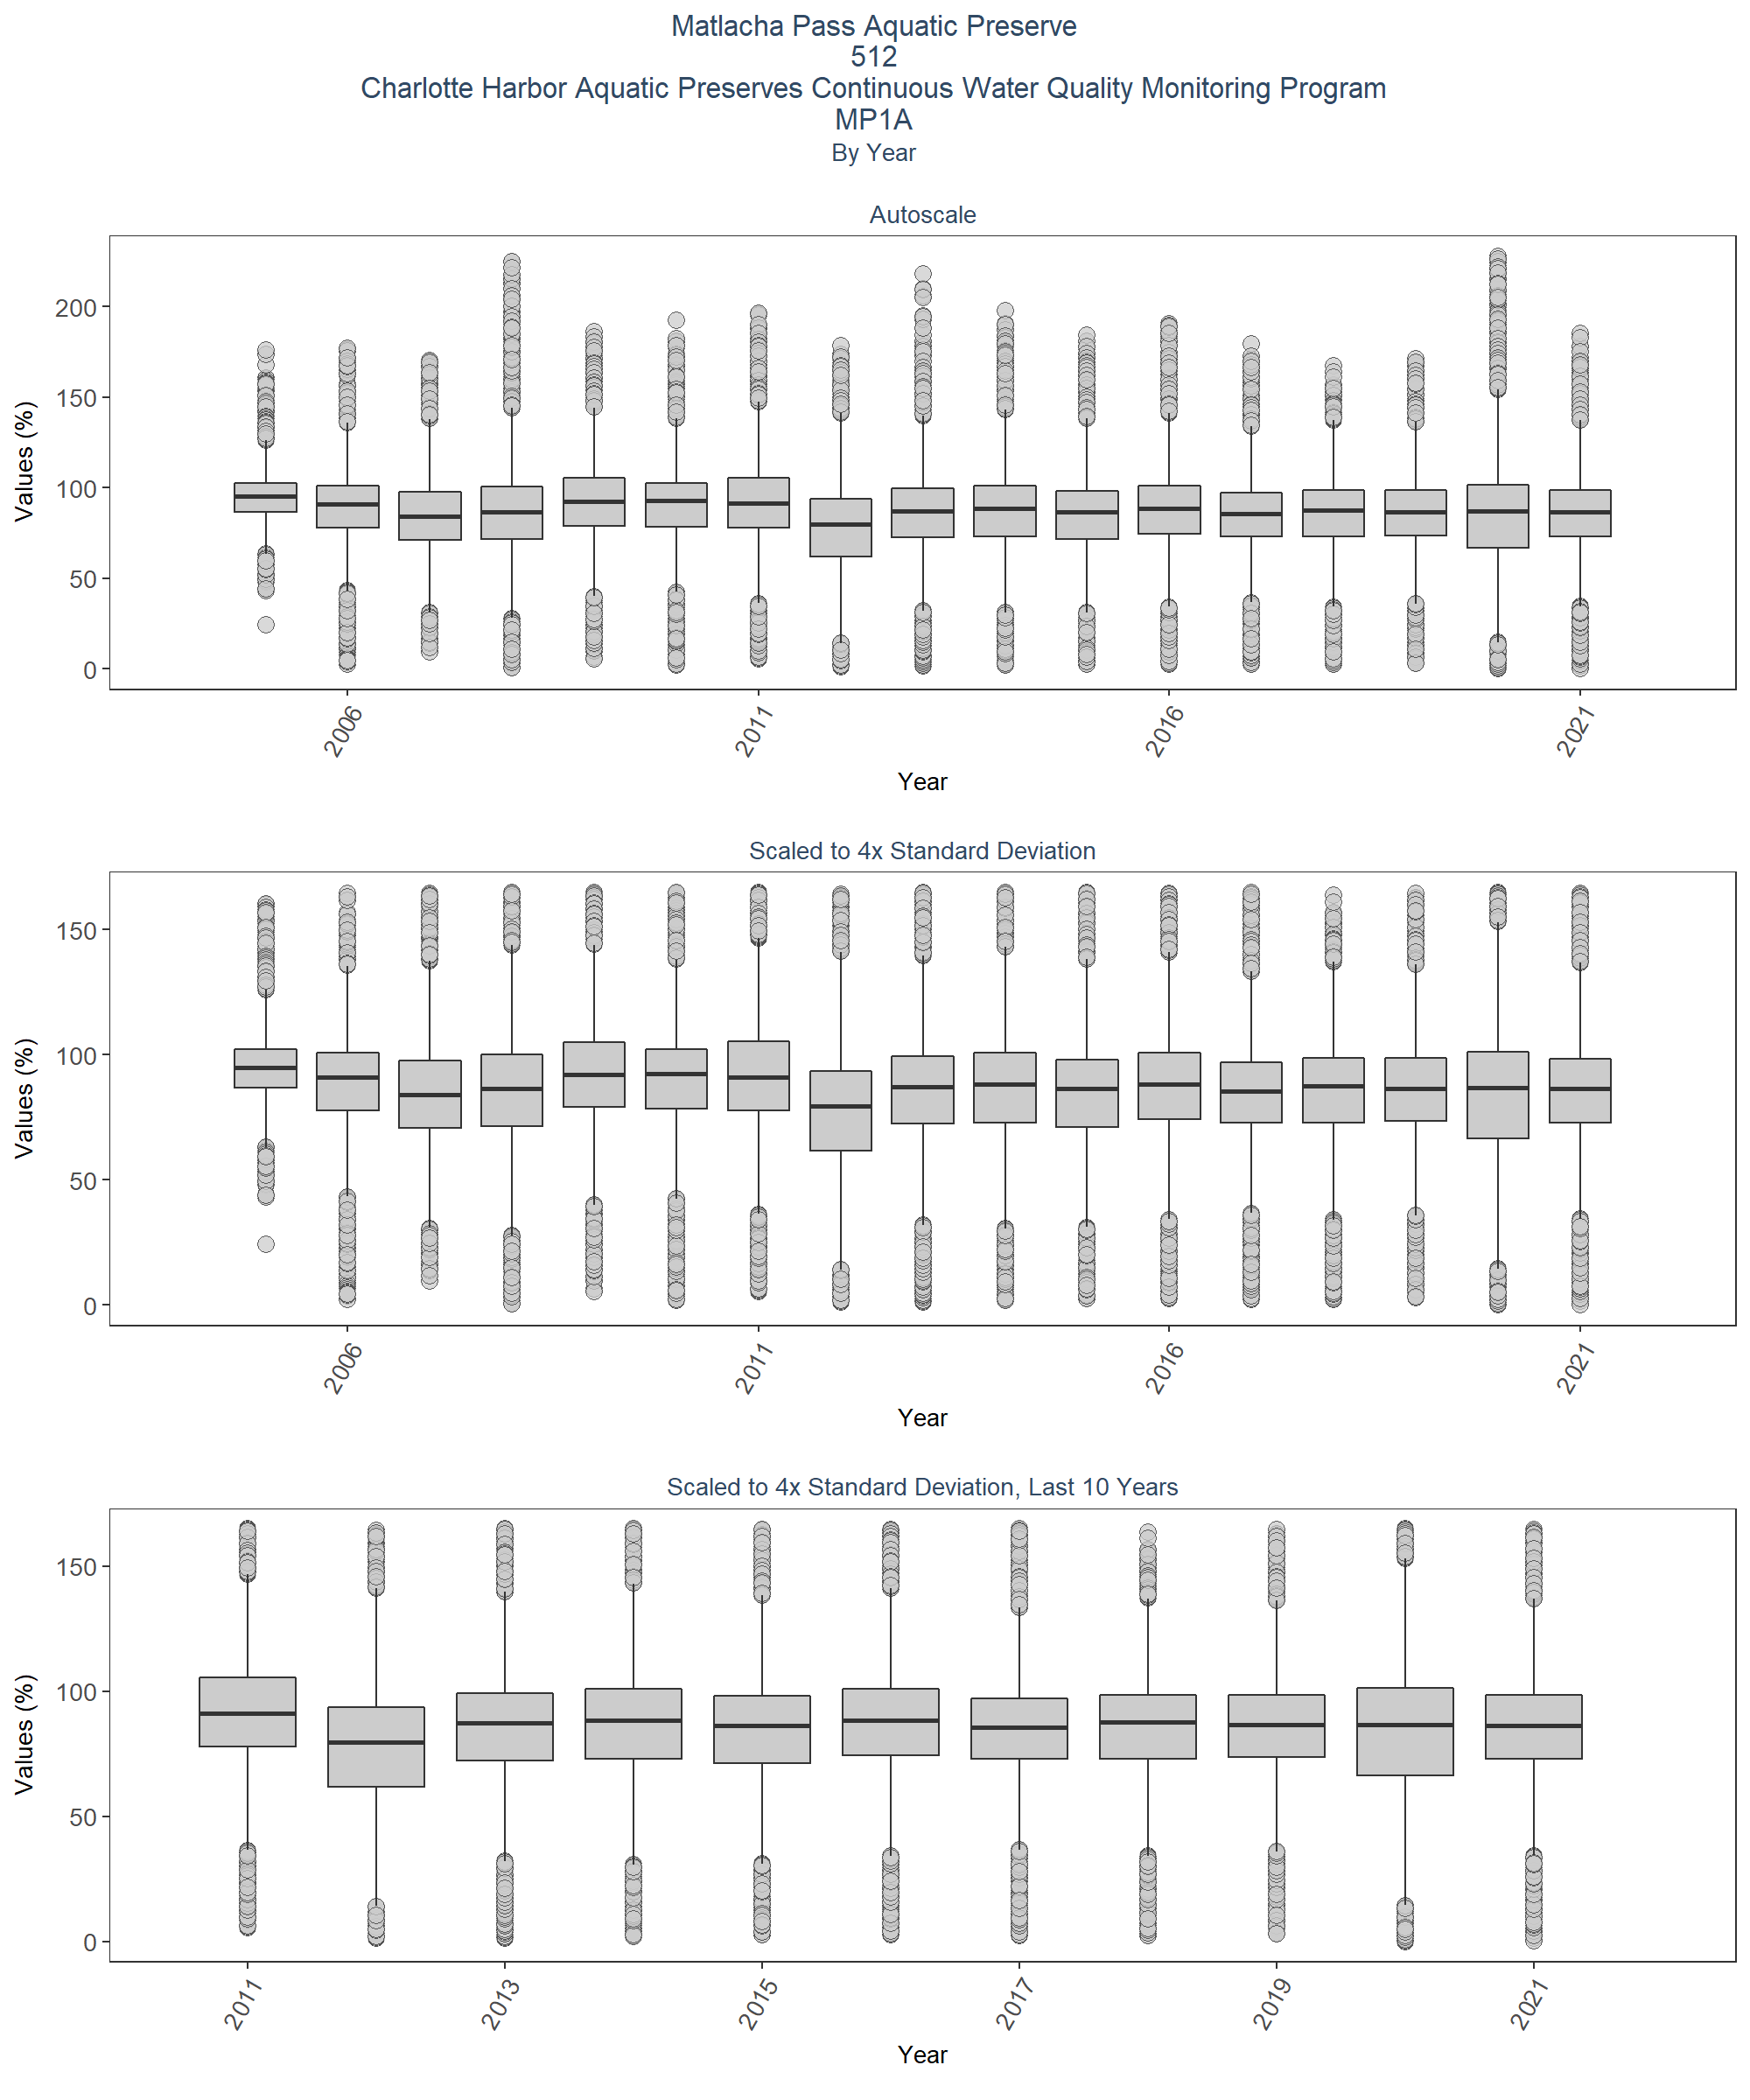 Matlacha Pass Aquatic Preserve
512
Charlotte Harbor Aquatic Preserves Continuous Water Quality Monitoring Program
MP1A
By Year
Autoscale
Values (%)
200
150
100
50
0
2006
2011
2016
2021
Year
Scaled to 4x Standard Deviation
Values (%)
150
100
50
0
2006
2011
2016
2021
Year
Scaled to 4x Standard Deviation, Last 10 Years
Values (%)
150
100
50
0
2011
2013
2015
2017
2019
2021
Year